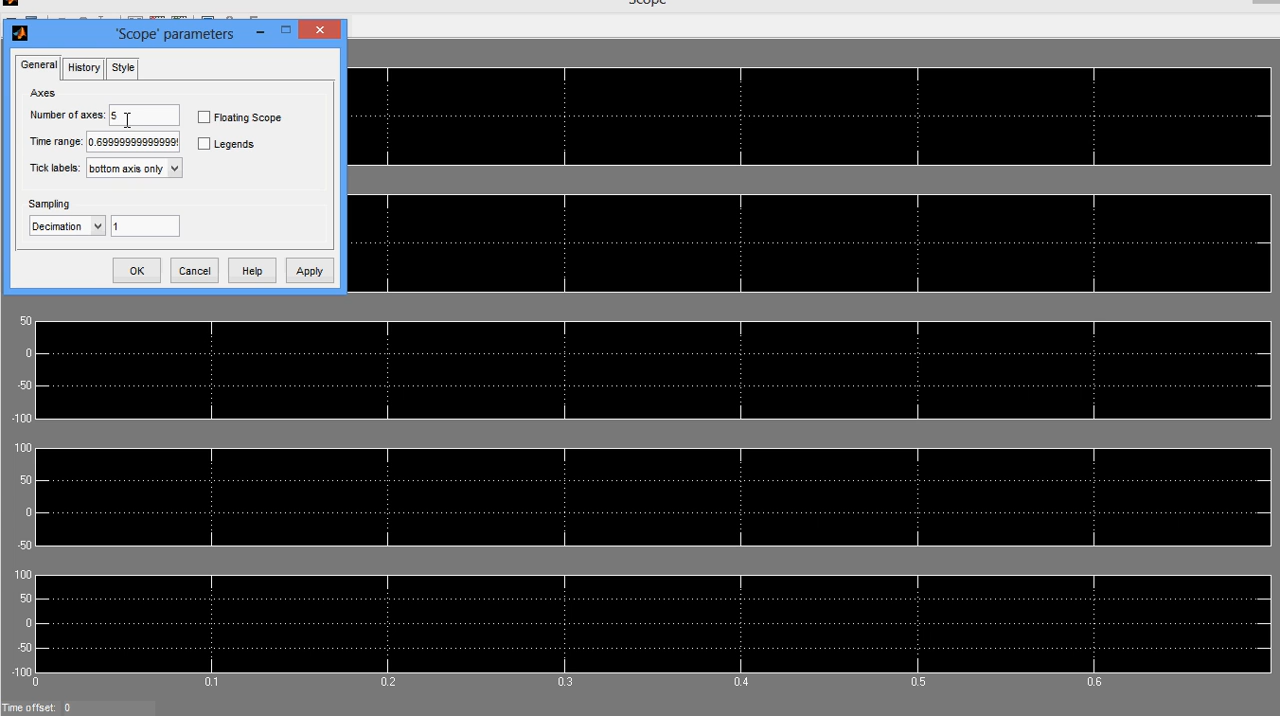 Scope
'Scope' parameters
General History Style
Axes
Number of axes: 5
Floating Scope
Time range: 0.6999999999999999
Legends
Tick labels: bottom axis only
Sampling
Decimation 1
OK Cancel Help Apply
50
0
-50
-100
100
50
0
-50
100
50
0
-50
-100
0 0.1 0.2 0.3 0.4 0.5 0.6
Time offset: 0